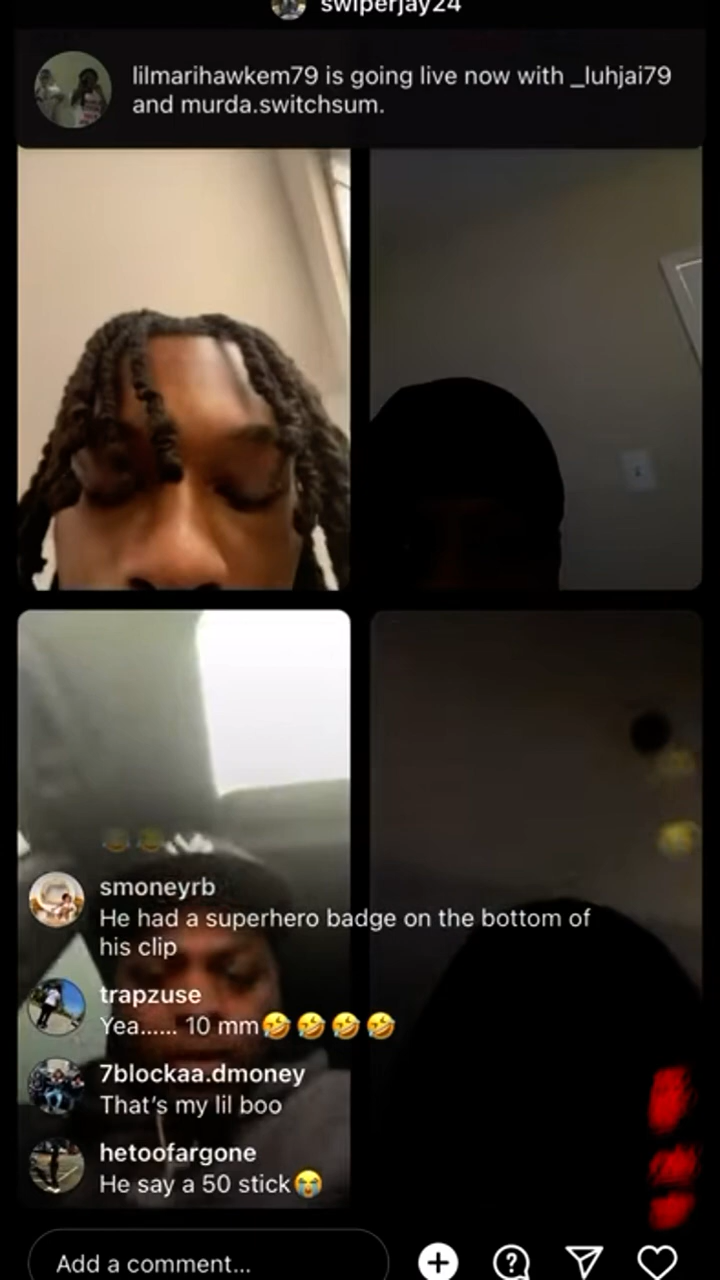 swiperjay24
lilmarihawkem79 is going live now with _luhjai79
and murda.switchsum.
smoneyrb
He had a superhero badge on the bottom of
his clip
trapzuse
Yea...... 10 mm🤣🤣🤣🤣
7blockaa.dmoney
That's my lil boo
hetoofargone
He say a 50 stick😭
Add a comment...